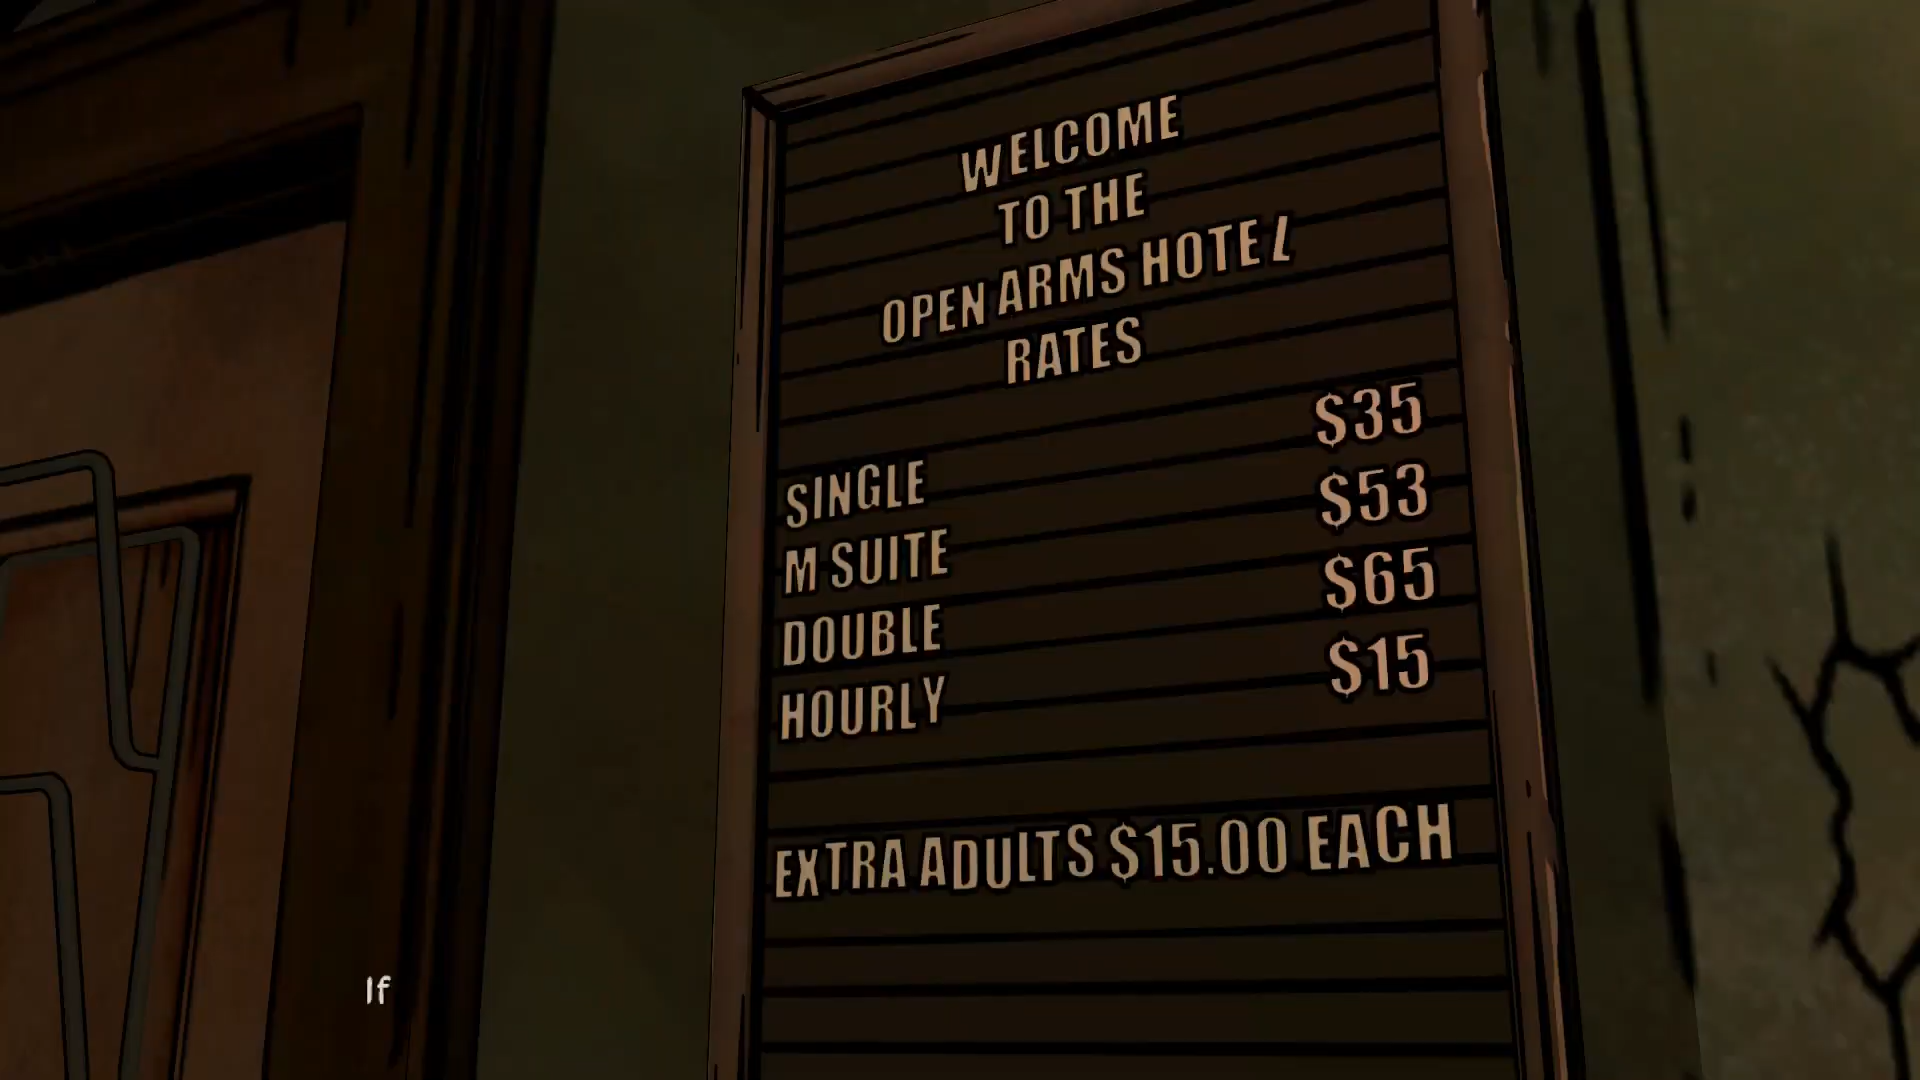 WELCOME
TO THE
OPEN ARMS HOTEL
RATES
SINGLE $35
M SUITE $53
DOUBLE $65
HOURLY $15
EXTRA ADULTS $15.00 EACH
If